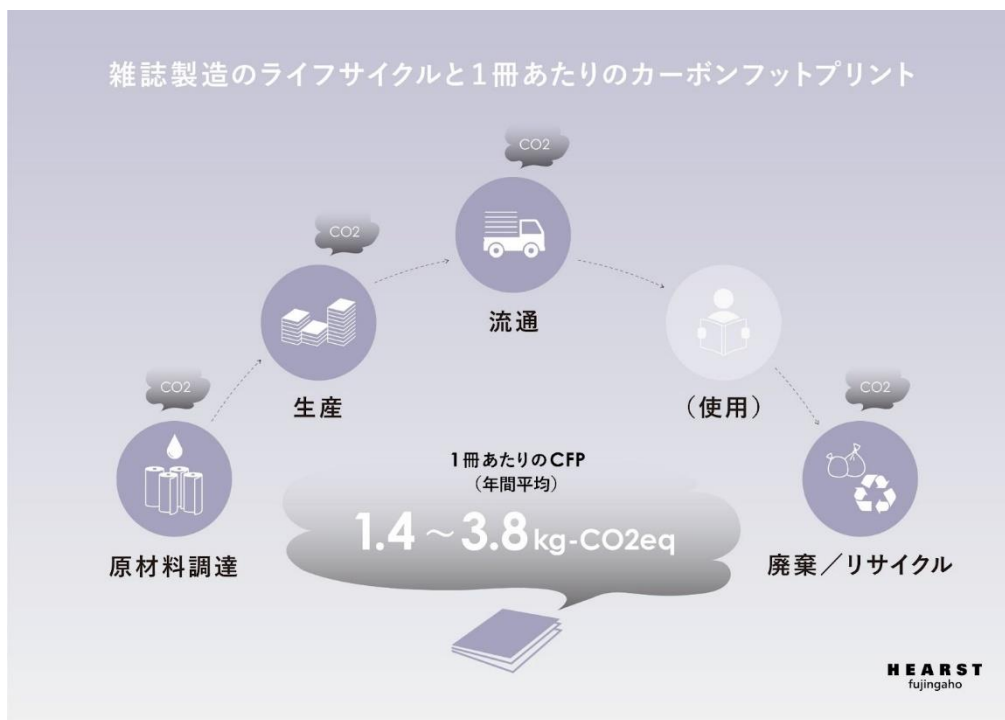 雑誌製造のライフサイクルと1冊あたりのカーボンフットプリント
CO2
原材料調達
CO2
生産
CO2
流通
（使用）
CO2
廃棄／リサイクル
1冊あたりのCFP
（年間平均）
1.4～3.8kg-CO2eq
HEARST
fujingaho